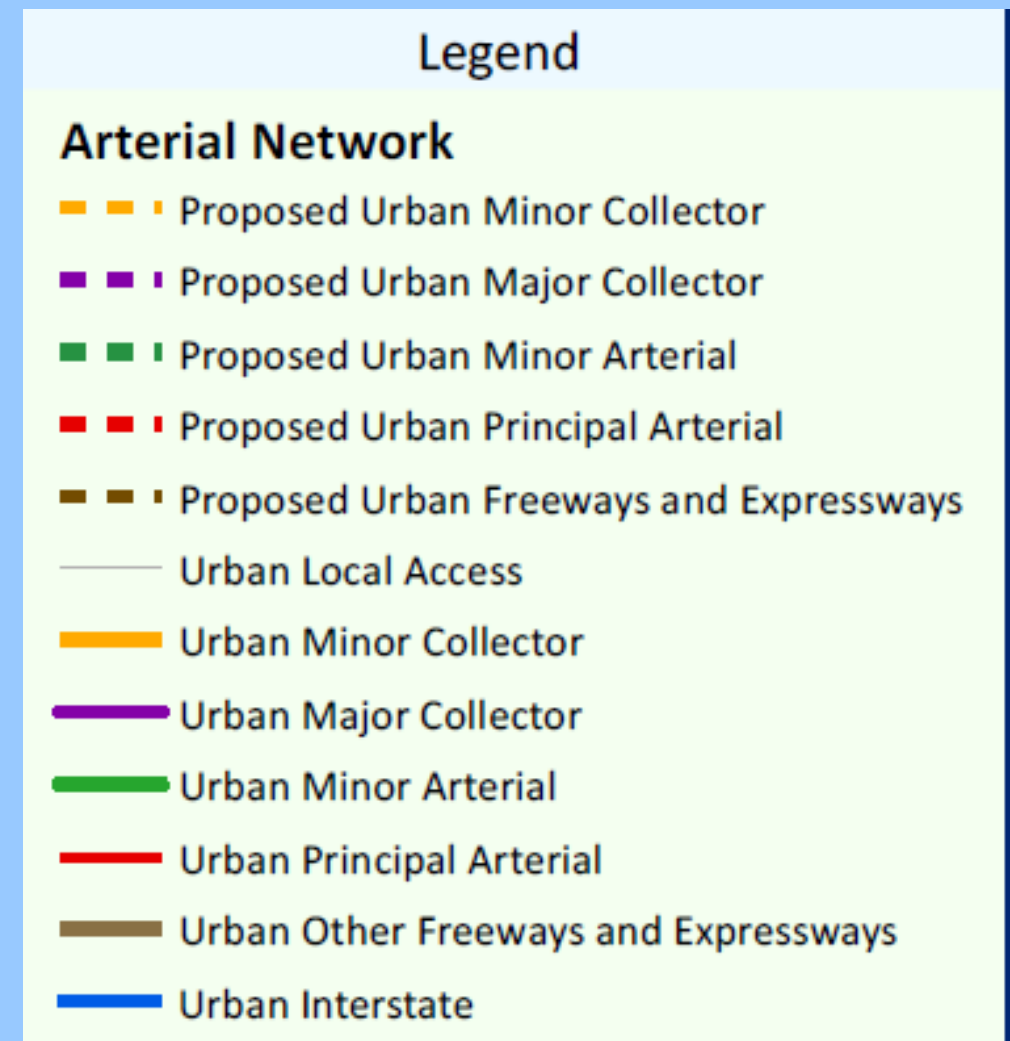 Legend
Arterial Network
Proposed Urban Minor Collector
Proposed Urban Major Collector
Proposed Urban Minor Arterial
Proposed Urban Principal Arterial
Proposed Urban Freeways and Expressways
Urban Local Access
Urban Minor Collector
Urban Major Collector
Urban Minor Arterial
Urban Principal Arterial
Urban Other Freeways and Expressways
Urban Interstate